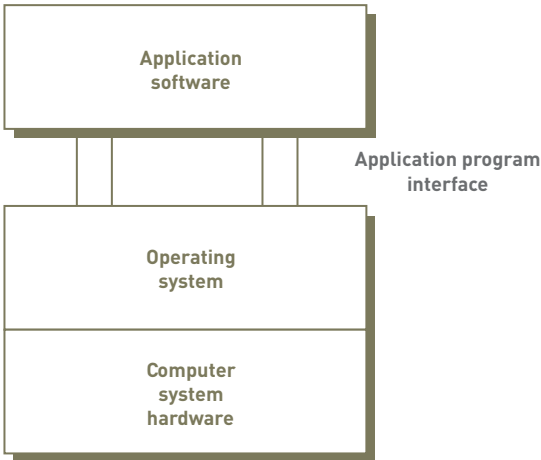 Application
software
Application program
interface
Operating
system
Computer
system
hardware